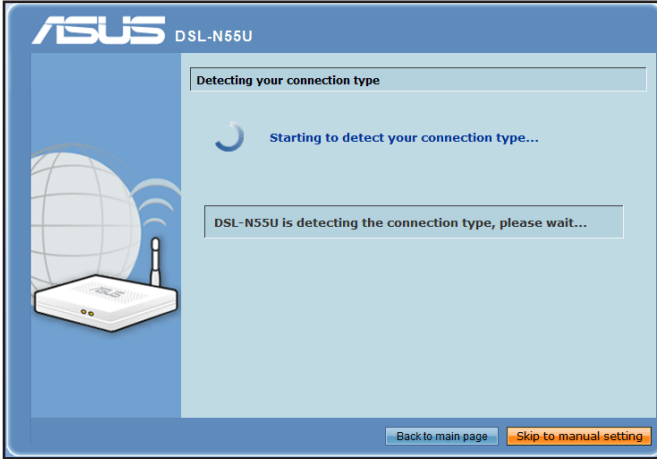 ASUS DSL-N55U
Detecting your connection type
Starting to detect your connection type...
DSL-N55U is detecting the connection type, please wait...
ASUS
Back to main page Skip to manual setting